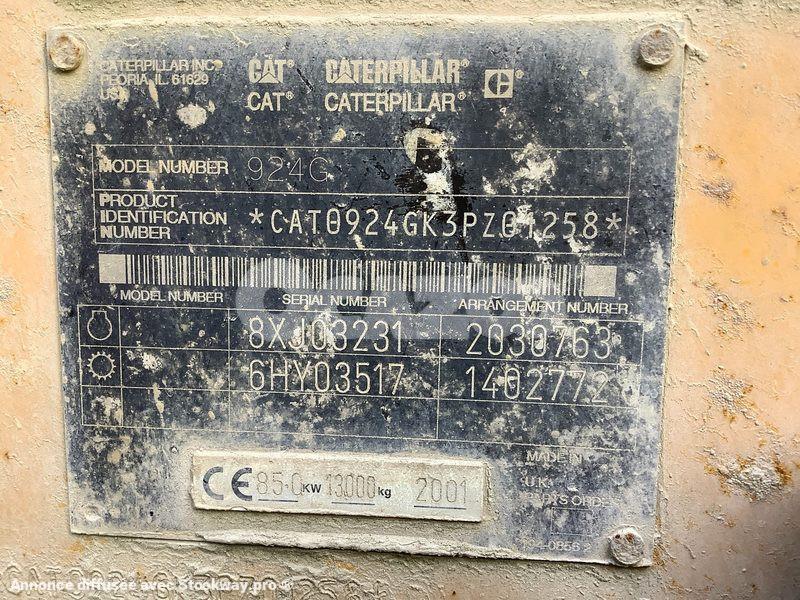 CATERPILLAR INC.
PEORIA, IL. 61629
USA
CAT® CATERPILLAR®
CAT® CATERPILLAR®
MODEL NUMBER 924G
PRODUCT
IDENTIFICATION
NUMBER
*CAT0924GK3PZ01258*
MODEL NUMBER SERIAL NUMBER ARRANGEMENT NUMBER
8XJ03231 2030763
6HY03517 1402772
MADE IN
U.K.
PARTS ORDER
CE 85.0 KW 13000 kg 2001
Annonce diffusée avec Stockway.pro ®